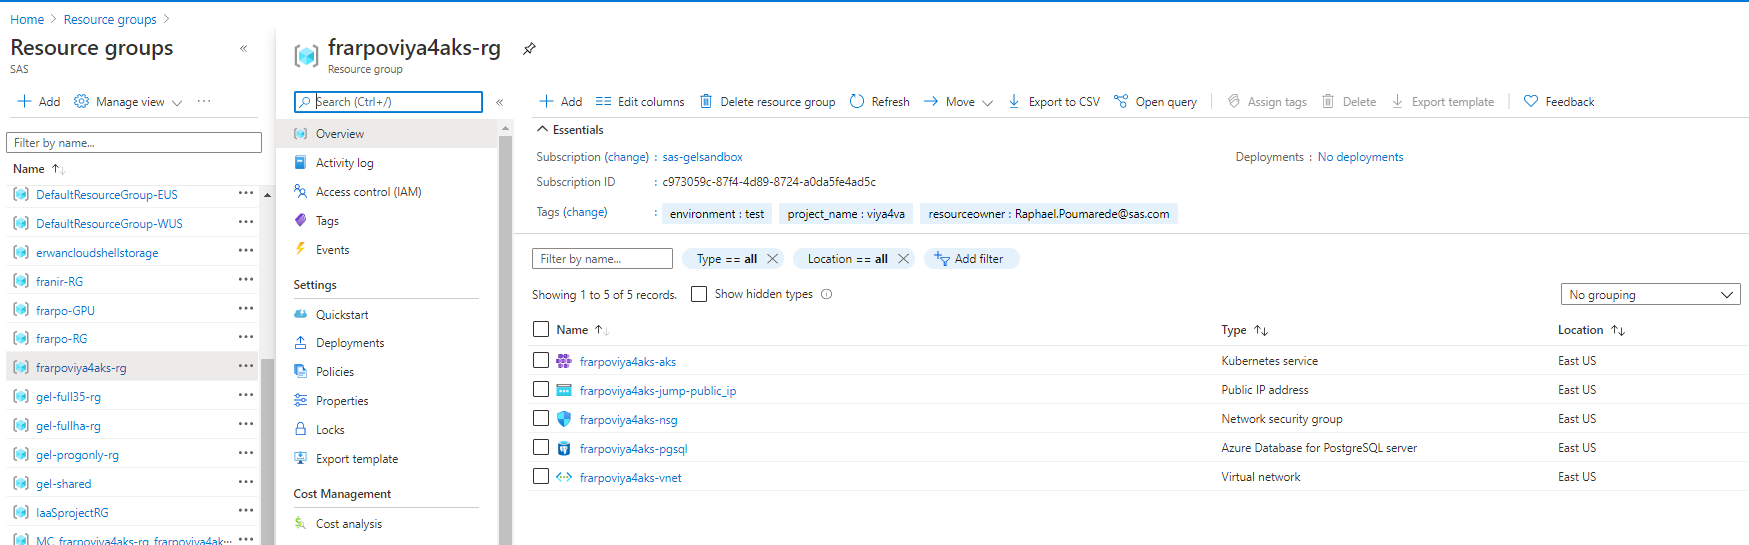 Home > Resource groups >
Resource groups
SAS
Add Manage view ...
Filter by name...
Name
DefaultResourceGroup-EUS ...
DefaultResourceGroup-WUS ...
erwancloudshellstorage ...
franir-RG ...
frarpo-GPU ...
frarpo-RG ...
frarpoviya4aks-rg ...
gel-full35-rg ...
gel-fullha-rg ...
gel-progonly-rg ...
gel-shared ...
IaaSprojectRG ...
MC_frarpoviya4aks-rg_frarpoviya4ak... ...
frarpoviya4aks-rg
Resource group
Search (Ctrl+/)
Overview
Activity log
Access control (IAM)
Tags
Events
Settings
Quickstart
Deployments
Policies
Properties
Locks
Export template
Cost Management
Cost analysis
Add Edit columns Delete resource group Refresh Move Export to CSV Open query Assign tags Delete Export template Feedback
Essentials
Subscription (change) : sas-gelsandbox Deployments : No deployments
Subscription ID : c973059c-87f4-4d89-8724-a0da5fe4ad5c
Tags (change) : environment : test project_name : viya4va resourceowner : Raphael.Poumarede@sas.com
Filter by name... Type == all Location == all Add filter
Showing 1 to 5 of 5 records. Show hidden types No grouping
Name Type Location
frarpoviya4aks-aks Kubernetes service East US
frarpoviya4aks-jump-public_ip Public IP address East US
frarpoviya4aks-nsg Network security group East US
frarpoviya4aks-pgsql Azure Database for PostgreSQL server East US
frarpoviya4aks-vnet Virtual network East US